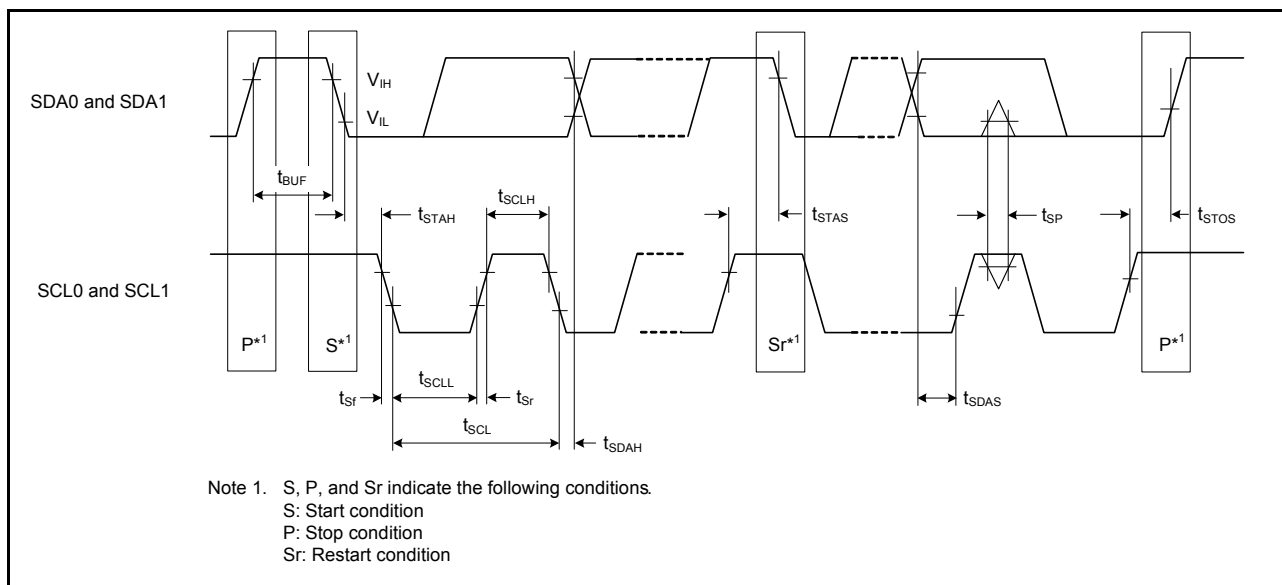 SDA0 and SDA1
VIH
VIL
tBUF
tSTAH
tSCLH
tSTAS
tSP
tSTOS
SCL0 and SCL1
P*1
S*1
Sr*1
P*1
tSf
tSCLL
tSr
tSDAS
tSCL
tSDAH
Note 1. S, P, and Sr indicate the following conditions.
S: Start condition
P: Stop condition
Sr: Restart condition